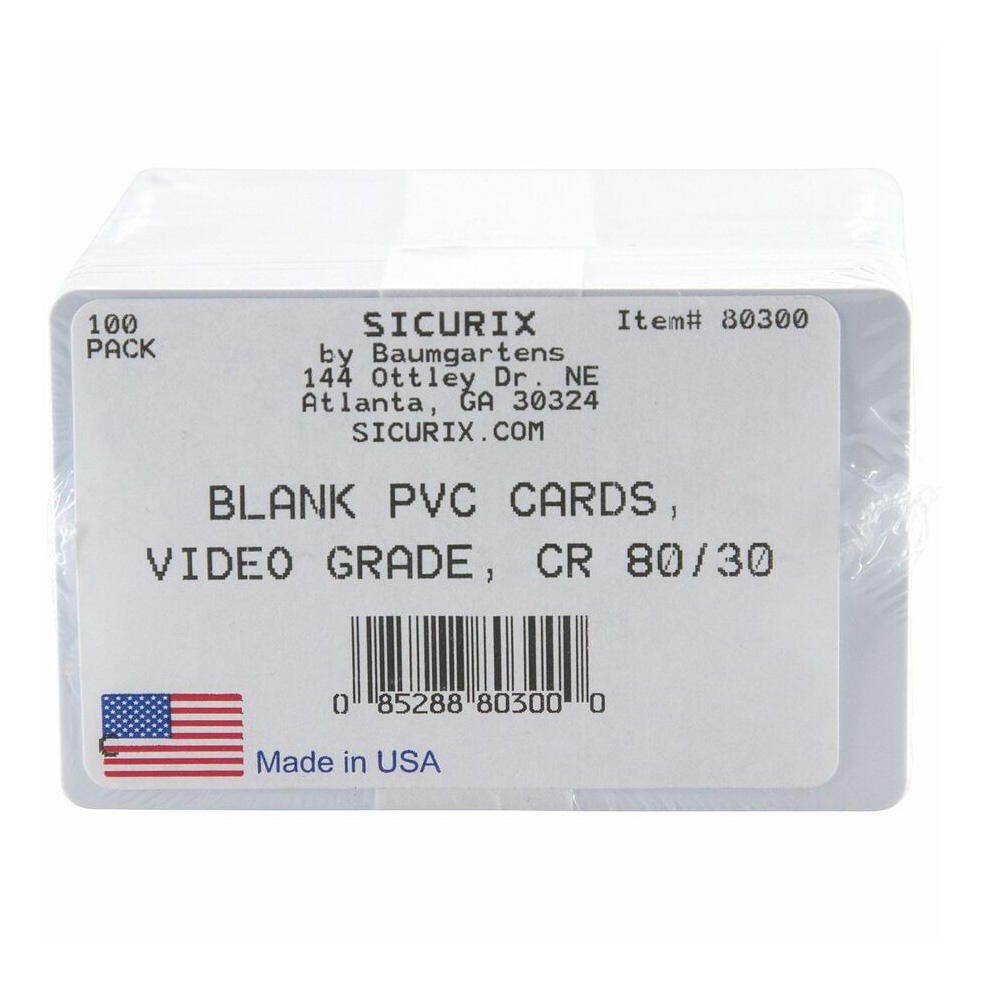 100
PACK
SICURIX
by Baumgartens
144 Ottley Dr. NE
Atlanta, GA 30324
SICURIX.COM
Item# 80300
BLANK PVC CARDS,
VIDEO GRADE, CR 80/30
0 85288 80300 0
C
Made in USA